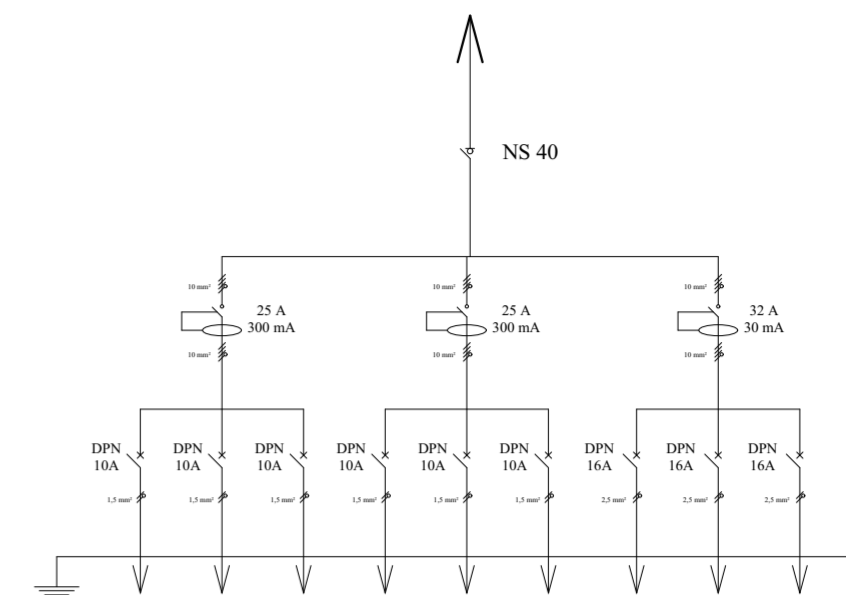 NS 40
10 mm²
10 mm²
10 mm²
25 A
300 mA
25 A
300 mA
32 A
30 mA
10 mm²
10 mm²
10 mm²
DPN
10A
DPN
10A
DPN
10A
DPN
10A
DPN
10A
DPN
10A
DPN
16A
DPN
16A
DPN
16A
1,5 mm²
1,5 mm²
1,5 mm²
1,5 mm²
1,5 mm²
1,5 mm²
2,5 mm²
2,5 mm²
2,5 mm²